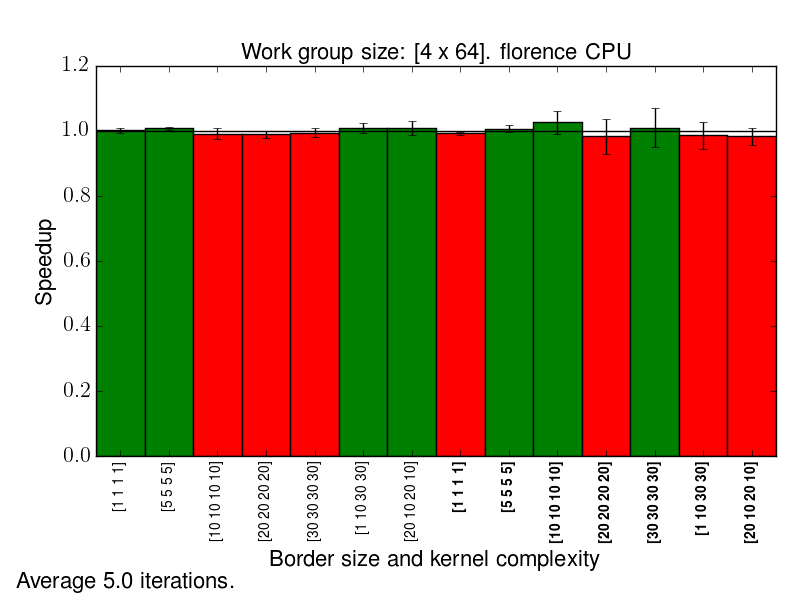 Work group size: [4 x 64]. florence CPU
Speedup
1.2
1.0
0.8
0.6
0.4
0.2
0.0
[1 1 1 1]
[5 5 5 5]
[10 10 10 10]
[20 20 20 20]
[30 30 30 30]
[1 10 30 30]
[20 10 20 10]
[1 1 1 1]
[5 5 5 5]
[10 10 10 10]
[20 20 20 20]
[30 30 30 30]
[1 10 30 30]
[20 10 20 10]
Border size and kernel complexity
Average 5.0 iterations.